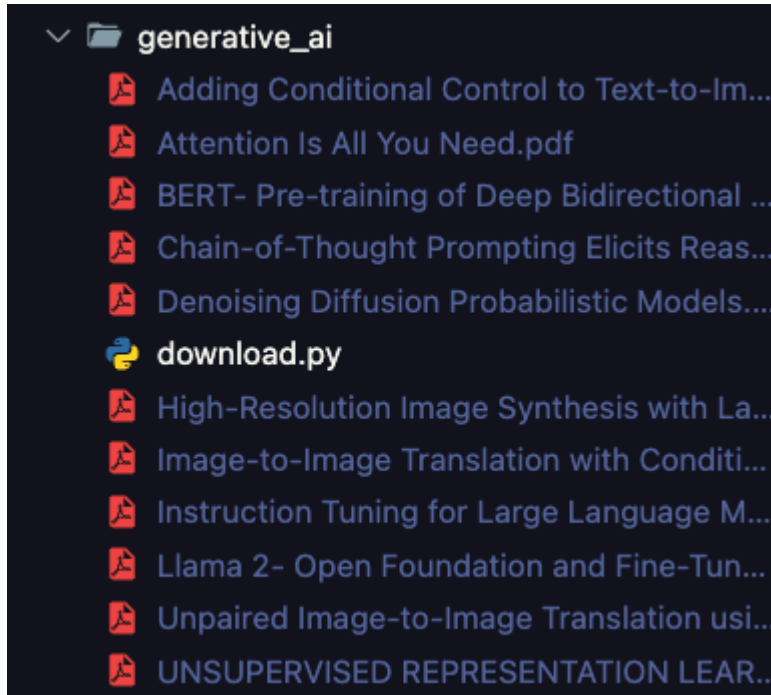 generative_ai
Adding Conditional Control to Text-to-Im...
Attention Is All You Need.pdf
BERT- Pre-training of Deep Bidirectional ...
Chain-of-Thought Prompting Elicits Reas...
Denoising Diffusion Probabilistic Models....
download.py
High-Resolution Image Synthesis with La...
Image-to-Image Translation with Conditi...
Instruction Tuning for Large Language M...
Llama 2- Open Foundation and Fine-Tun...
Unpaired Image-to-Image Translation usi...
UNSUPERVISED REPRESENTATION LEAR...